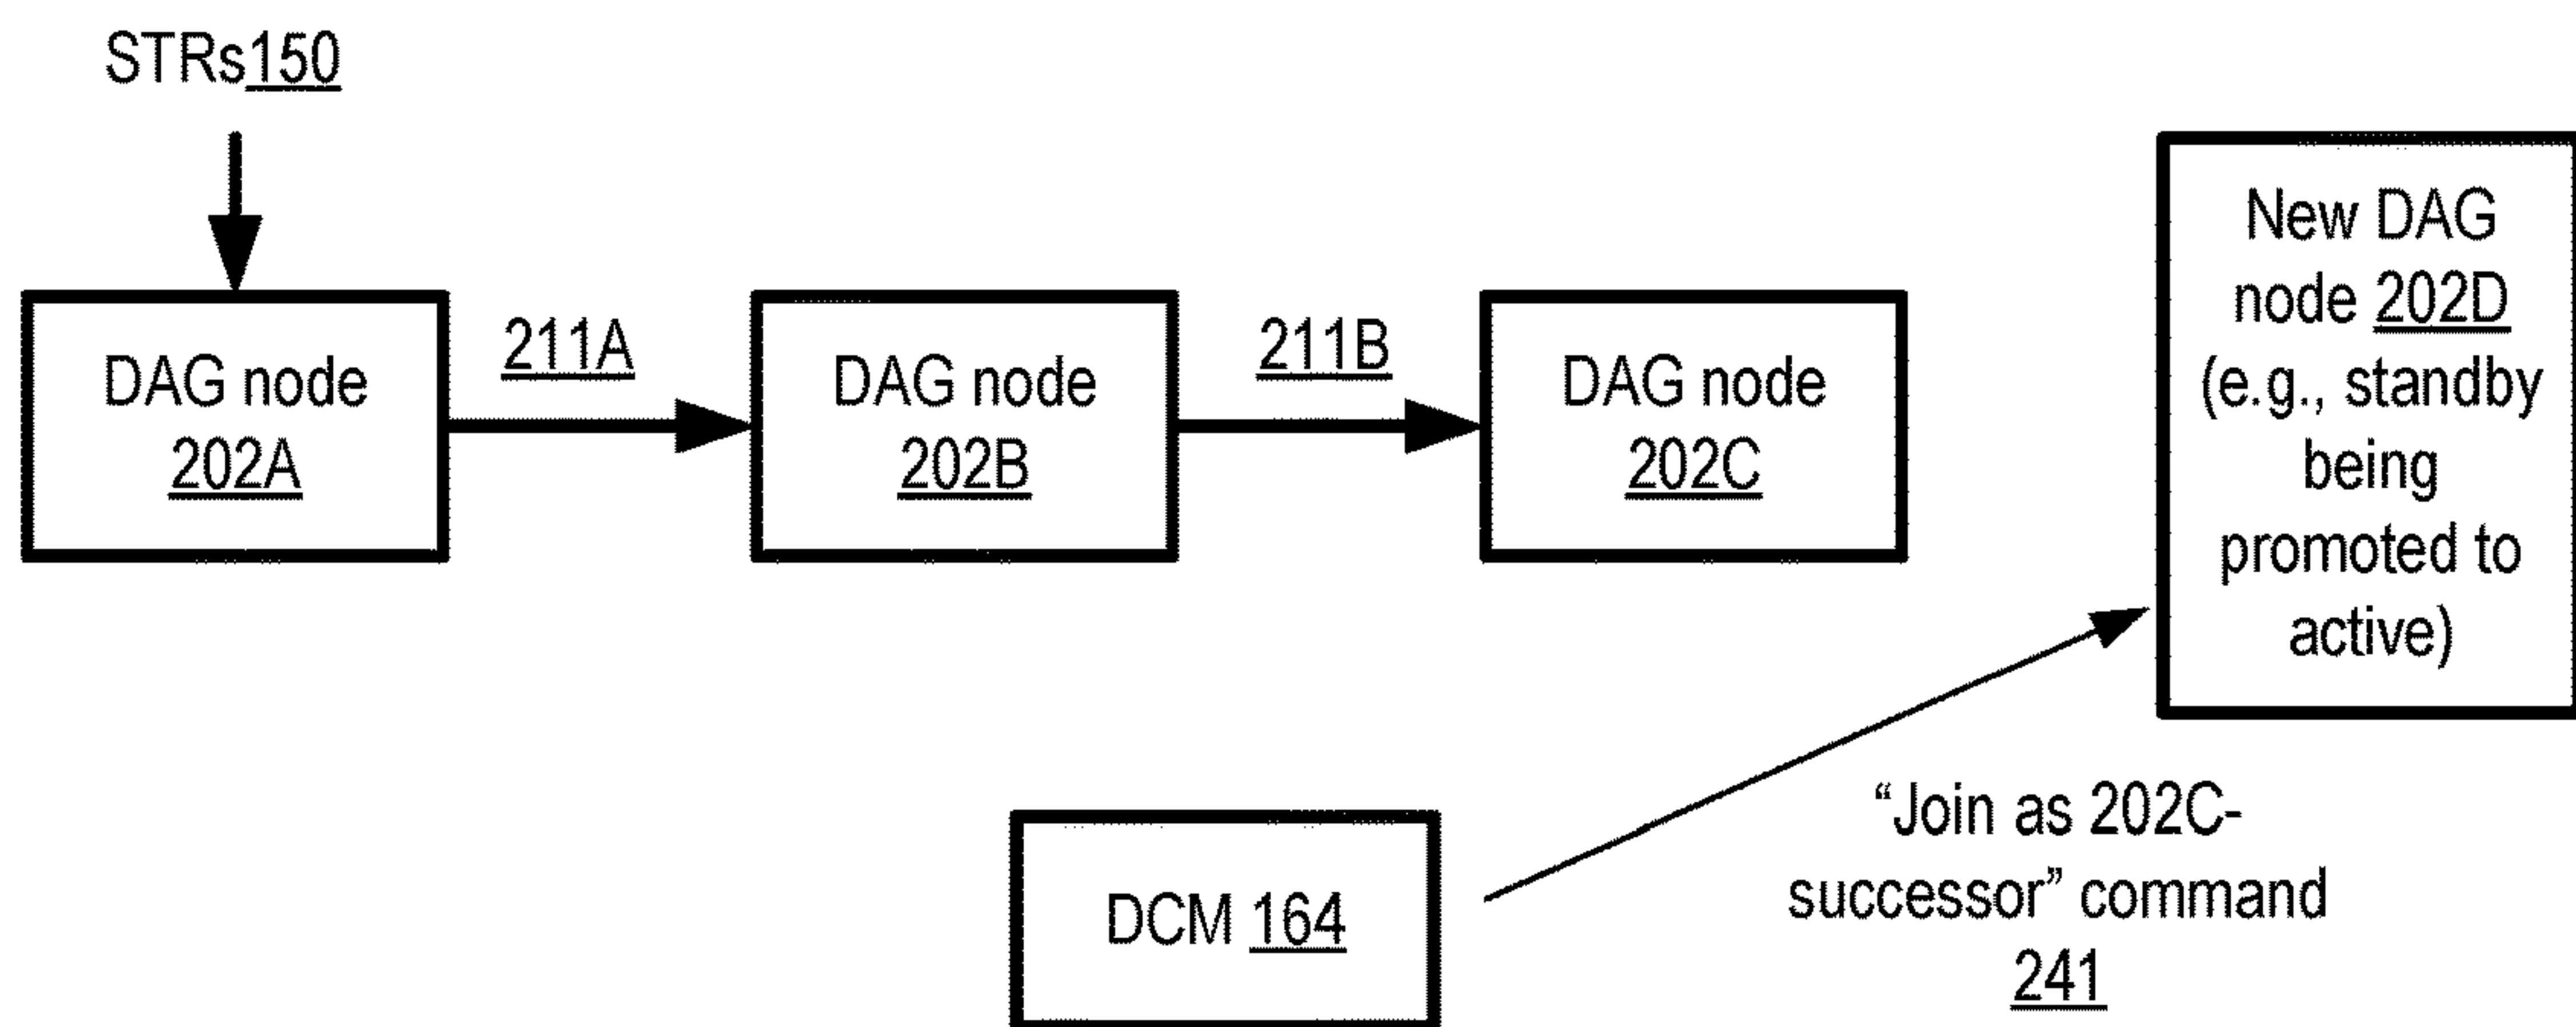 STRs150
DAG node
202A
211A
DAG node
202B
211B
DAG node
202C
New DAG
node 202D
(e.g., standby
being
promoted to
active)
DCM 164
“Join as 202C-
successor” command
241